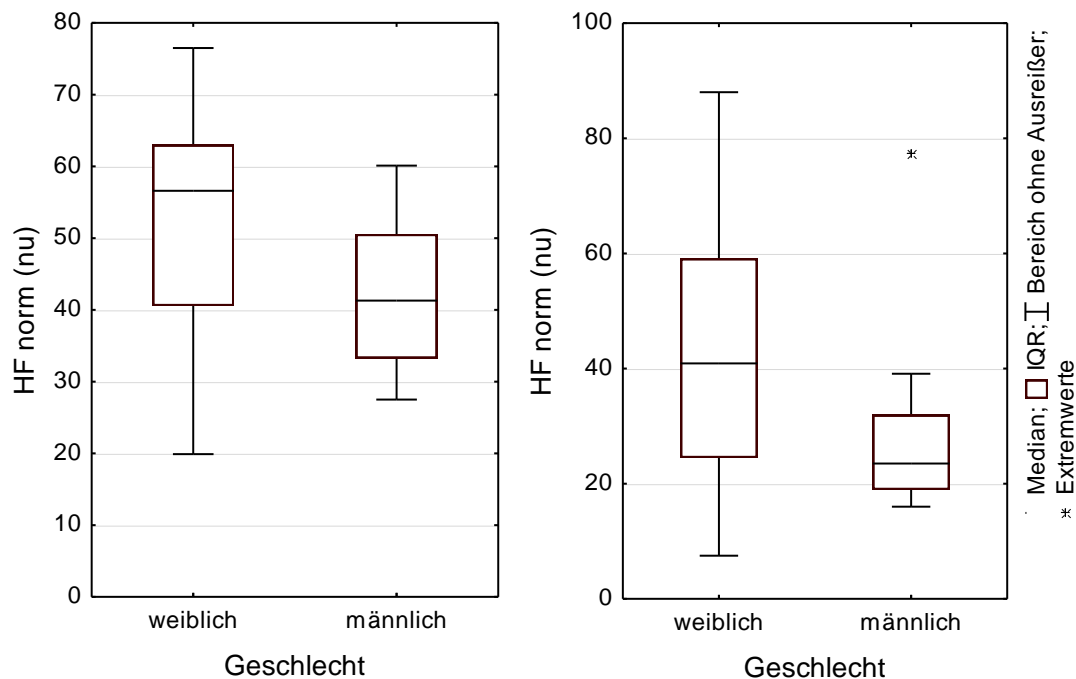 80
70
60
50
40
30
20
10
0
HF norm (nu)
weiblich
männlich
Geschlecht
100
80
60
40
20
0
HF norm (nu)
weiblich
männlich
Geschlecht
Median; IQR; Bereich ohne Ausreißer;
Extremwerte